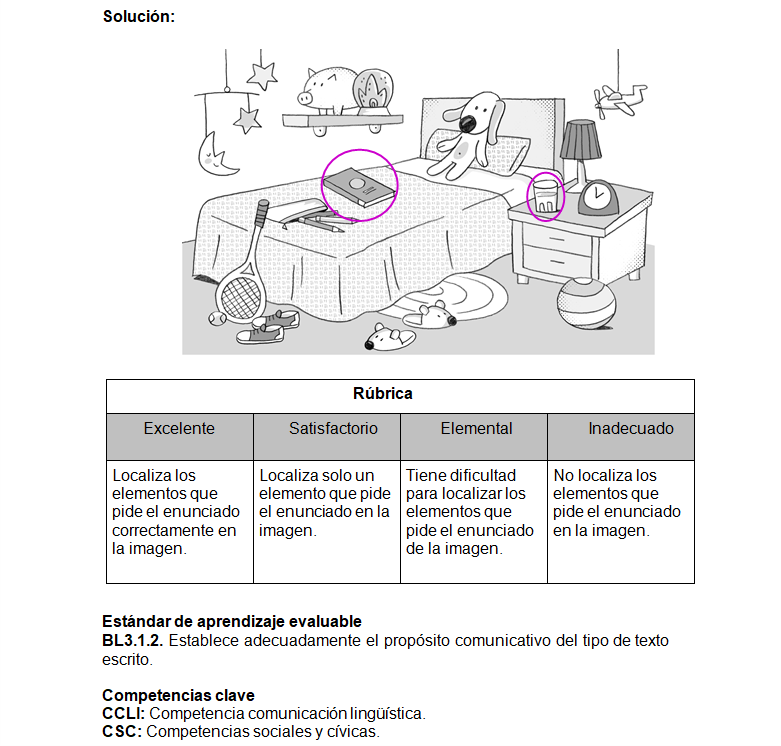 Solución:
Rúbrica
Excelente Satisfactorio Elemental Inadecuado
Localiza los
elementos que
pide el enunciado
correctamente en
la imagen.
Localiza solo un
elemento que pide
el enunciado en la
imagen.
Tiene dificultad
para localizar los
elementos que
pide el enunciado
de la imagen.
No localiza los
elementos que
pide el enunciado
en la imagen.
Estándar de aprendizaje evaluable
BL3.1.2. Establece adecuadamente el propósito comunicativo del tipo de texto
escrito.
Competencias clave
CCLI: Competencia comunicación lingüística.
CSC: Competencias sociales y cívicas.